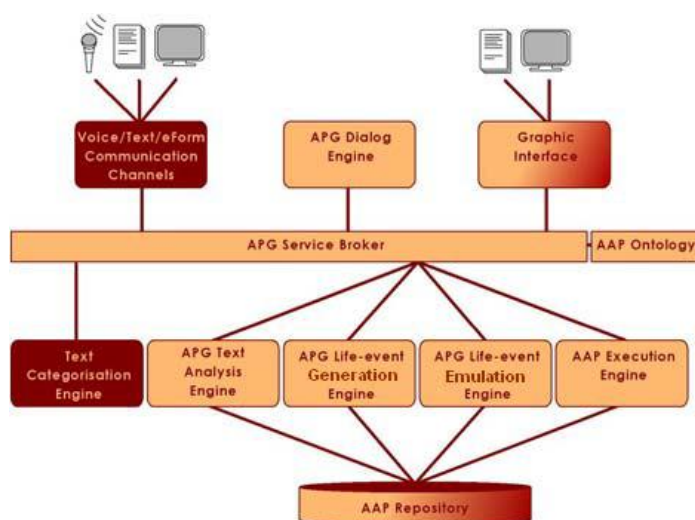 Voice/Text/eForm
Communication
Channels
APG Dialog
Engine
Graphic
Interface
APG Service Broker
AAP Ontology
Text
Categorisation
Engine
APG Text
Analysis
Engine
APG Life-event
Generation
Engine
APG Life-event
Emulation
Engine
AAP Execution
Engine
AAP Repository